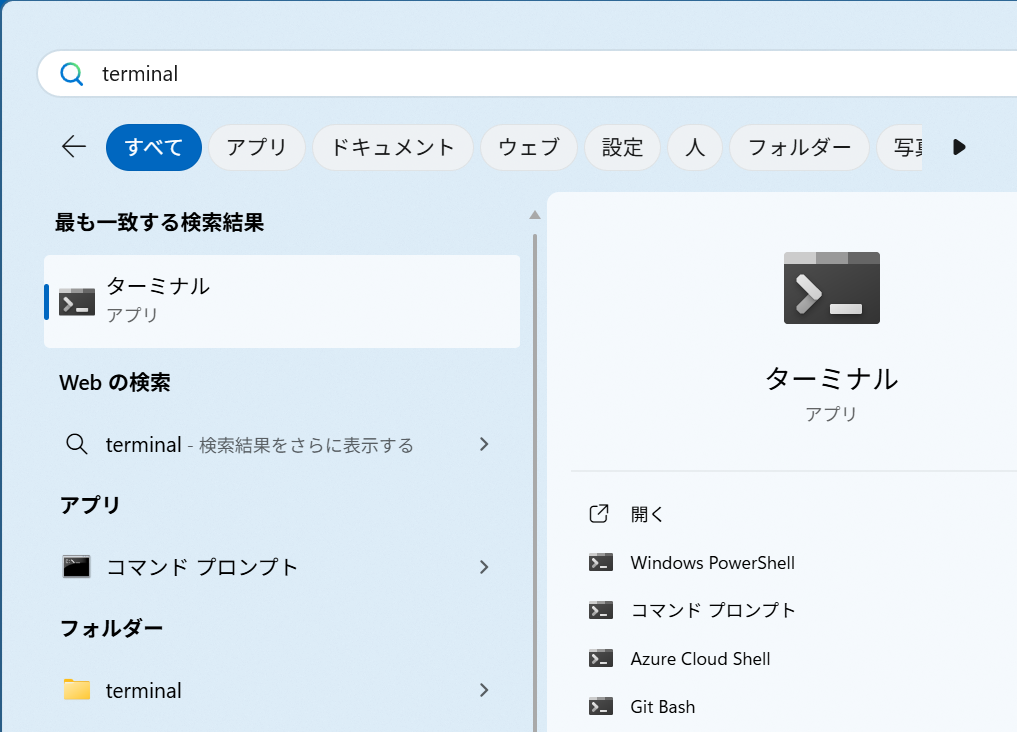 terminal
すべて アプリ ドキュメント ウェブ 設定 人 フォルダー 写真
最も一致する検索結果
ターミナル
アプリ
Web の検索
terminal - 検索結果をさらに表示する
アプリ
コマンド プロンプト
フォルダー
terminal
ターミナル
アプリ
開く
Windows PowerShell
コマンド プロンプト
Azure Cloud Shell
Git Bash